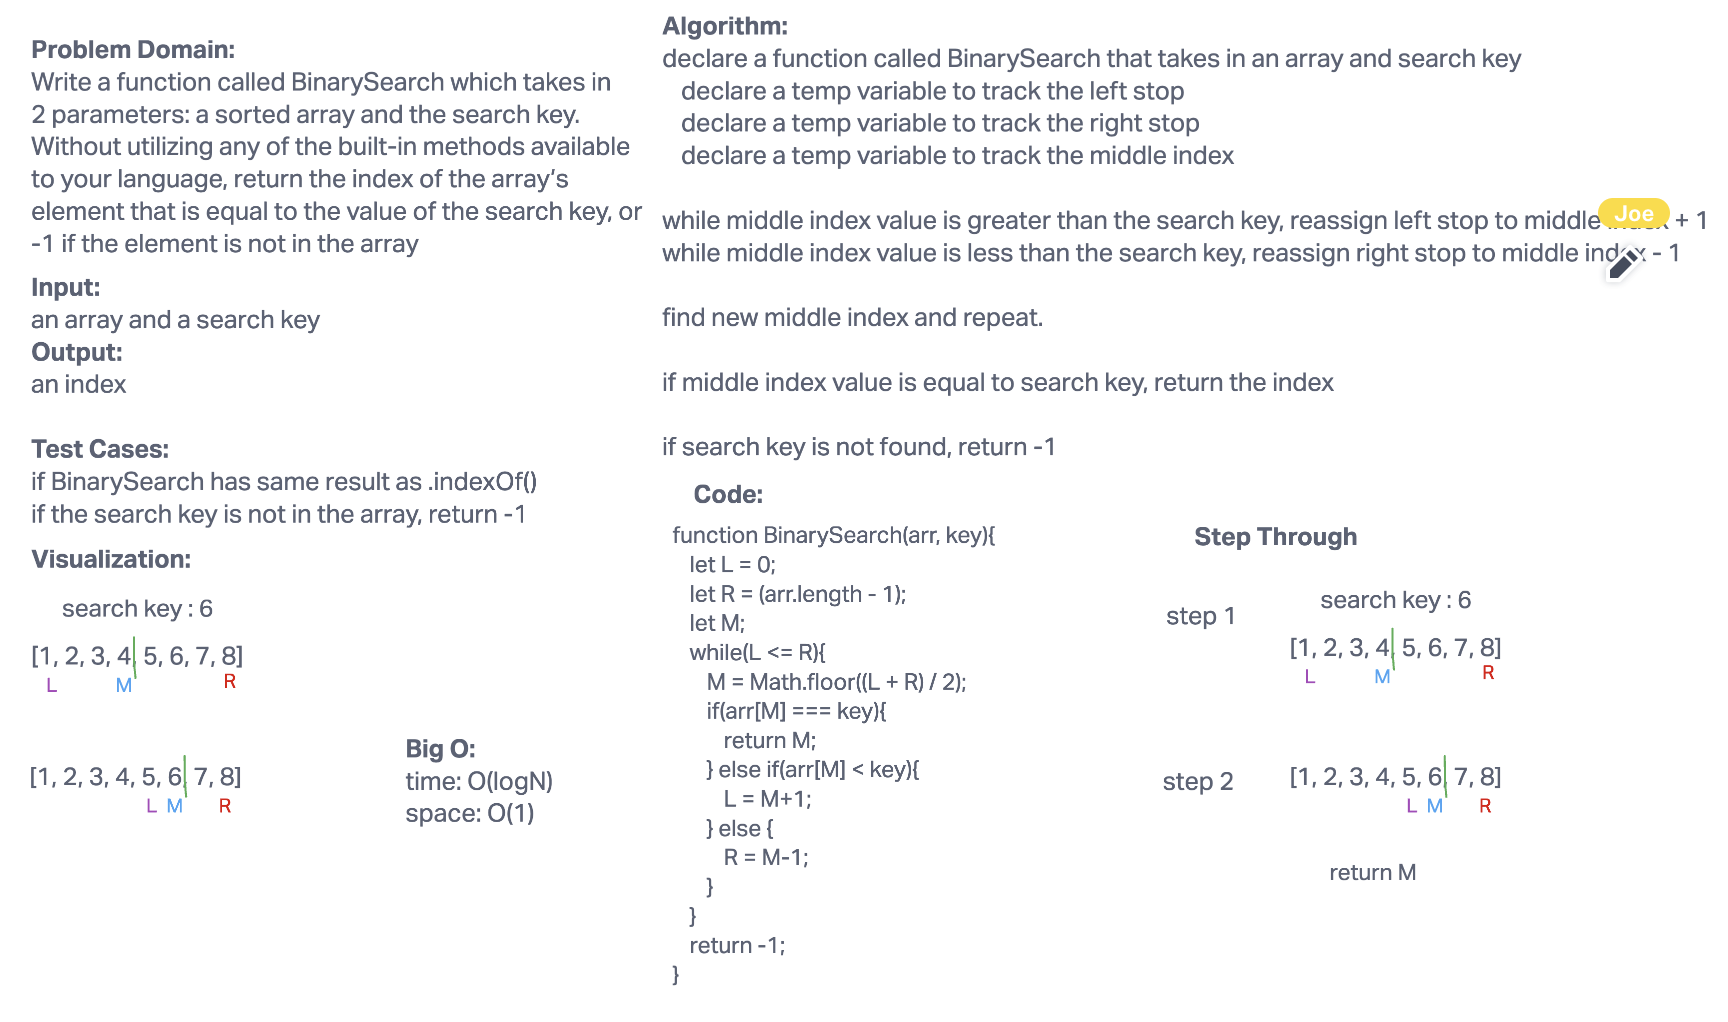 Problem Domain:
Write a function called BinarySearch which takes in
2 parameters: a sorted array and the search key.
Without utilizing any of the built-in methods available
to your language, return the index of the array's
element that is equal to the value of the search key, or
-1 if the element is not in the array
Input:
an array and a search key
Output:
an index
Test Cases:
if BinarySearch has same result as .indexOf()
if the search key is not in the array, return -1
Visualization:
search key : 6
[1, 2, 3, 4, 5, 6, 7, 8]
L M R
[1, 2, 3, 4, 5, 6, 7, 8]
L M R
Big O:
time: O(logN)
space: O(1)
Algorithm:
declare a function called BinarySearch that takes in an array and search key
declare a temp variable to track the left stop
declare a temp variable to track the right stop
declare a temp variable to track the middle index
while middle index value is greater than the search key, reassign left stop to middle index + 1
Joe
while middle index value is less than the search key, reassign right stop to middle index - 1
find new middle index and repeat.
if middle index value is equal to search key, return the index
if search key is not found, return -1
Code:
function BinarySearch(arr, key){
let L = 0;
let R = (arr.length - 1);
let M;
while(L <= R){
M = Math.floor((L + R) / 2);
if(arr[M] === key){
return M;
} else if(arr[M] < key){
L = M+1;
} else {
R = M-1;
}
}
return -1;
}
Step Through
step 1
search key : 6
[1, 2, 3, 4, 5, 6, 7, 8]
L M R
step 2
[1, 2, 3, 4, 5, 6, 7, 8]
L M R
return M